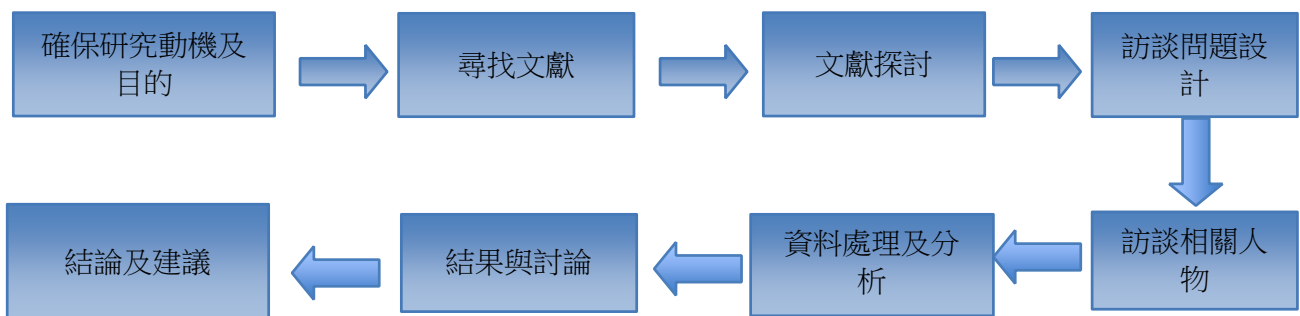 確保研究動機及
目的
尋找文獻
文獻探討
訪談問題設
計
訪談相關人
物
資料處理及分
析
結果與討論
結論及建議